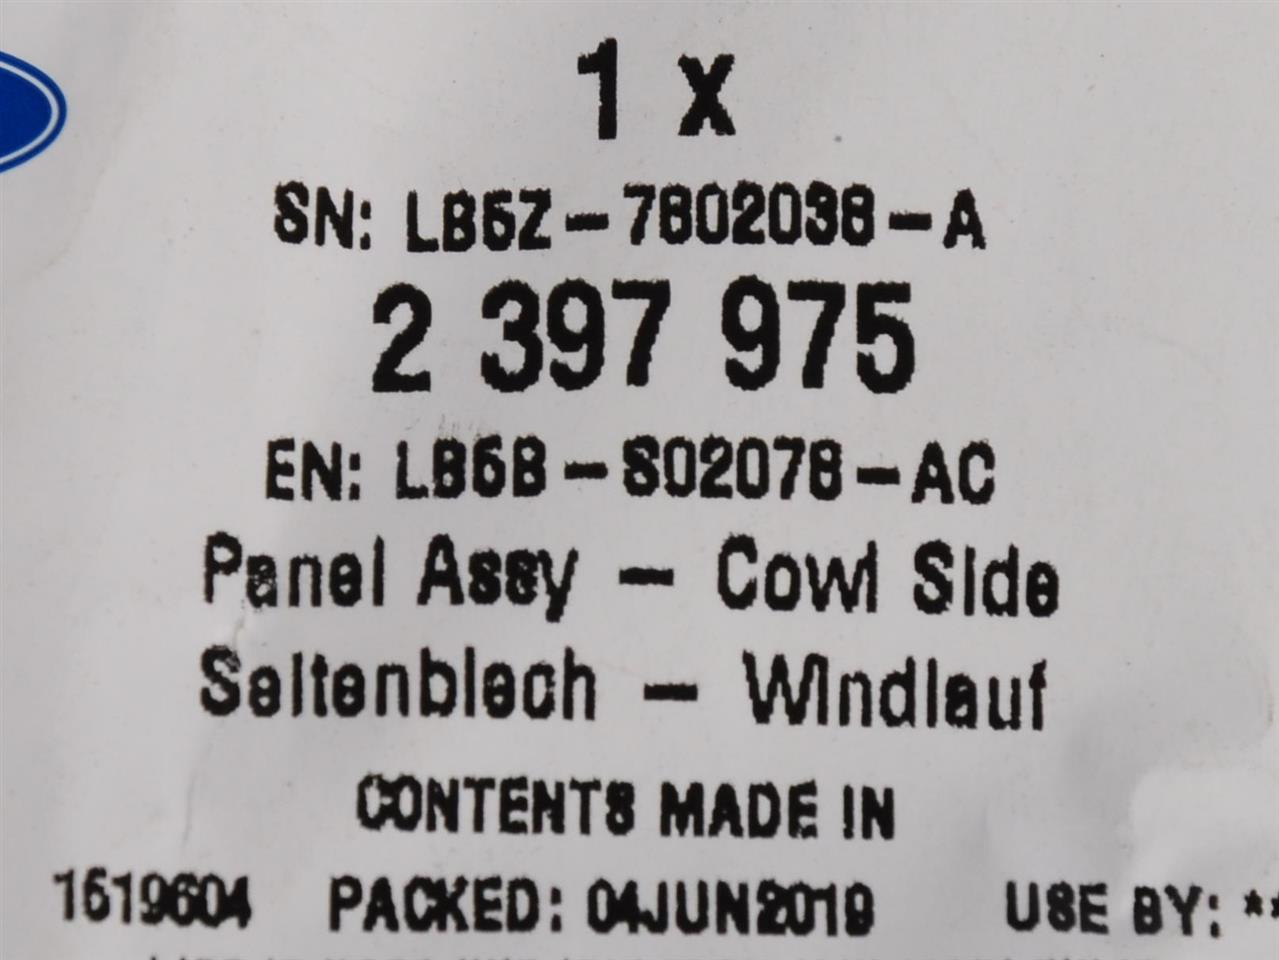 1 x
SN: LB5Z-7802038-A
2 397 975
EN: LB5B-S02078-AC
Panel Assy - Cowl Side
Seitenblech - Windlauf
CONTENTS MADE IN
1619604 PACKED: 04JUN2019 USE BY: **